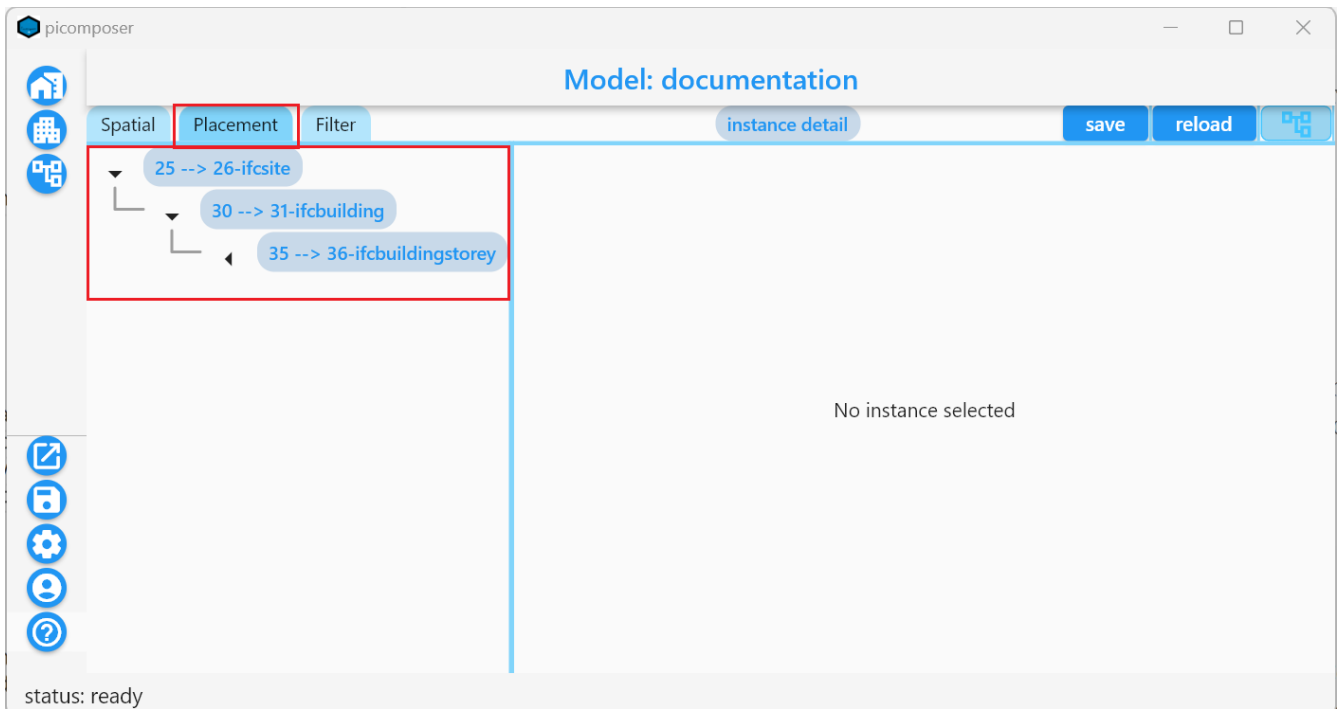 picomposer
Model: documentation
Spatial Placement Filter instance detail save reload
25 --> 26-ifcsite
30 --> 31-ifcbuilding
35 --> 36-ifcbuildingstorey
No instance selected
status: ready